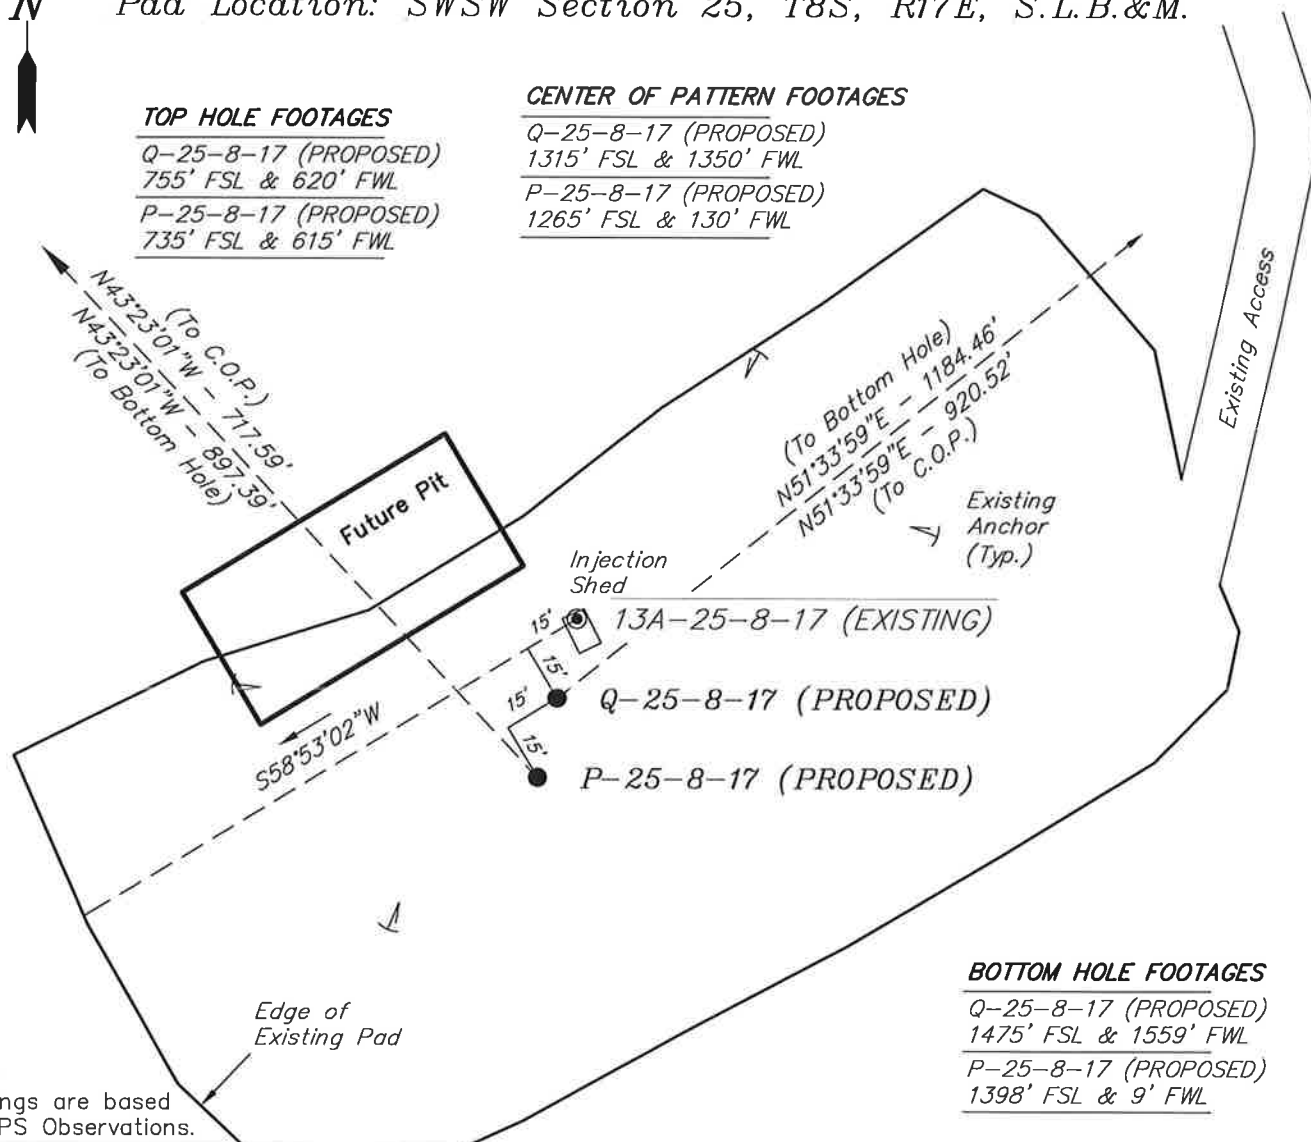 N
Pad Location: SWSW Section 25, T8S, R17E, S.L.B.&M.
TOP HOLE FOOTAGES
Q-25-8-17 (PROPOSED)
755' FSL & 620' FWL
P-25-8-17 (PROPOSED)
735' FSL & 615' FWL
CENTER OF PATTERN FOOTAGES
Q-25-8-17 (PROPOSED)
1315' FSL & 1350' FWL
P-25-8-17 (PROPOSED)
1265' FSL & 130' FWL
(To C.O.P.)
N43°23'01"W - 717.59'
N43°23'01"W - 897.39'
(To Bottom Hole)
(To Bottom Hole)
N51°33'59"E - 1184.46'
N51°33'59"E - 920.52'
(To C.O.P.)
Existing Access
Future Pit
Existing
Anchor
(Typ.)
Injection
Shed
15'
13A-25-8-17 (EXISTING)
15'
15'
Q-25-8-17 (PROPOSED)
15'
P-25-8-17 (PROPOSED)
S58°53'02"W
Edge of
Existing Pad
BOTTOM HOLE FOOTAGES
Q-25-8-17 (PROPOSED)
1475' FSL & 1559' FWL
P-25-8-17 (PROPOSED)
1398' FSL & 9' FWL
ngs are based
PS Observations.